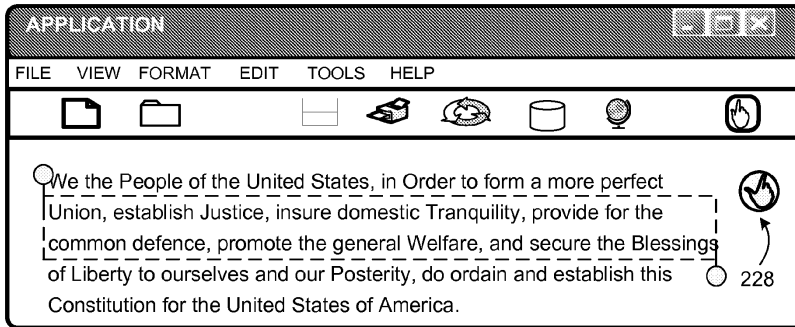 APPLICATION
FILE VIEW FORMAT EDIT TOOLS HELP
We the People of the United States, in Order to form a more perfect
Union, establish Justice, insure domestic Tranquility, provide for the
common defence, promote the general Welfare, and secure the Blessings
of Liberty to ourselves and our Posterity, do ordain and establish this
Constitution for the United States of America.
228